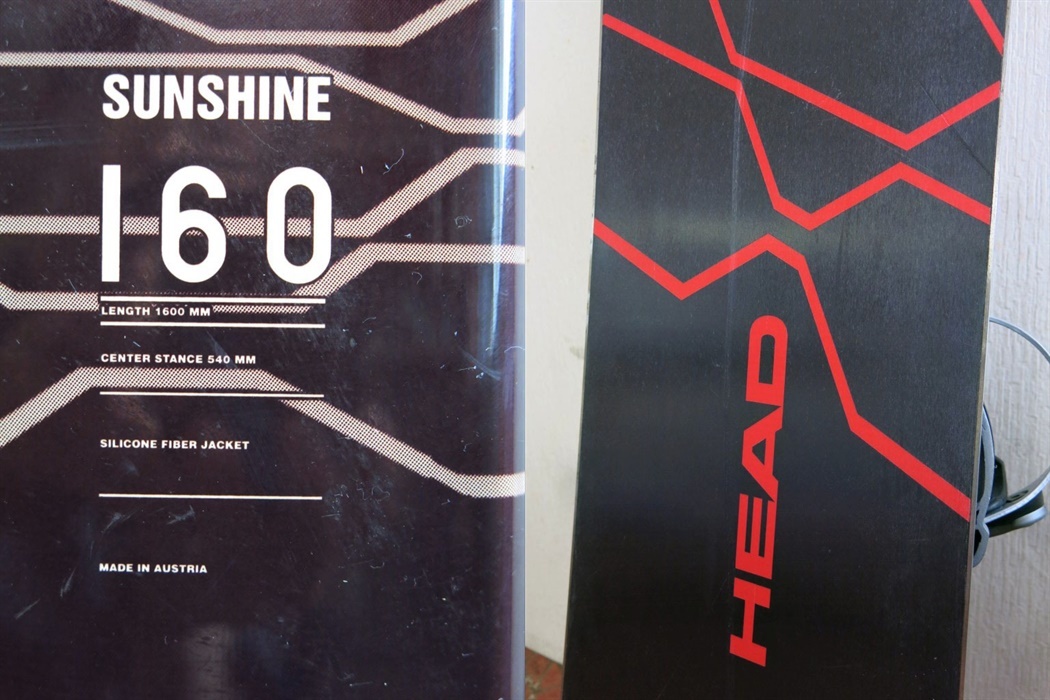 SUNSHINE
160
LENGTH 1600 MM
CENTER STANCE 540 MM
SILICONE FIBER JACKET
MADE IN AUSTRIA
HEAD